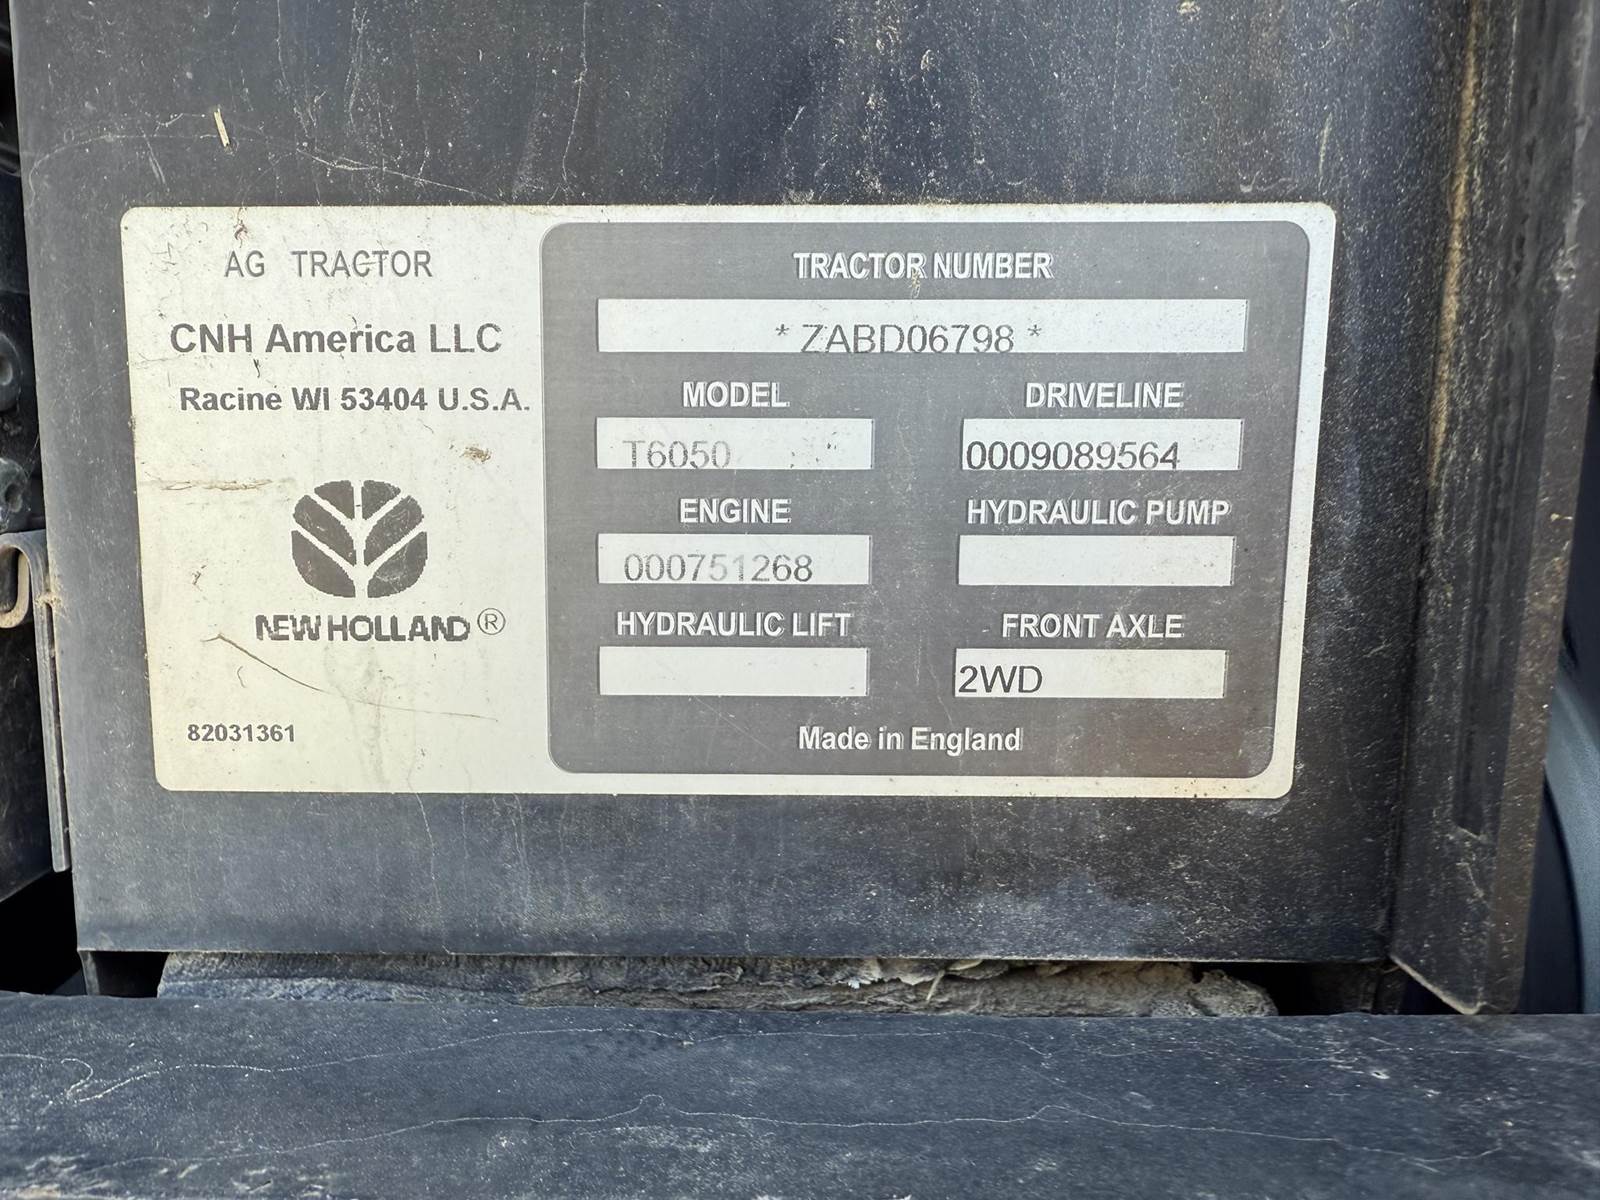 AG TRACTOR
CNH America LLC
Racine WI 53404 U.S.A.
NEW HOLLAND®
82031361
TRACTOR NUMBER
* ZABD06798 *
MODEL
T6050
DRIVELINE
0009089564
ENGINE
000751268
HYDRAULIC PUMP
HYDRAULIC LIFT
FRONT AXLE
2WD
Made in England